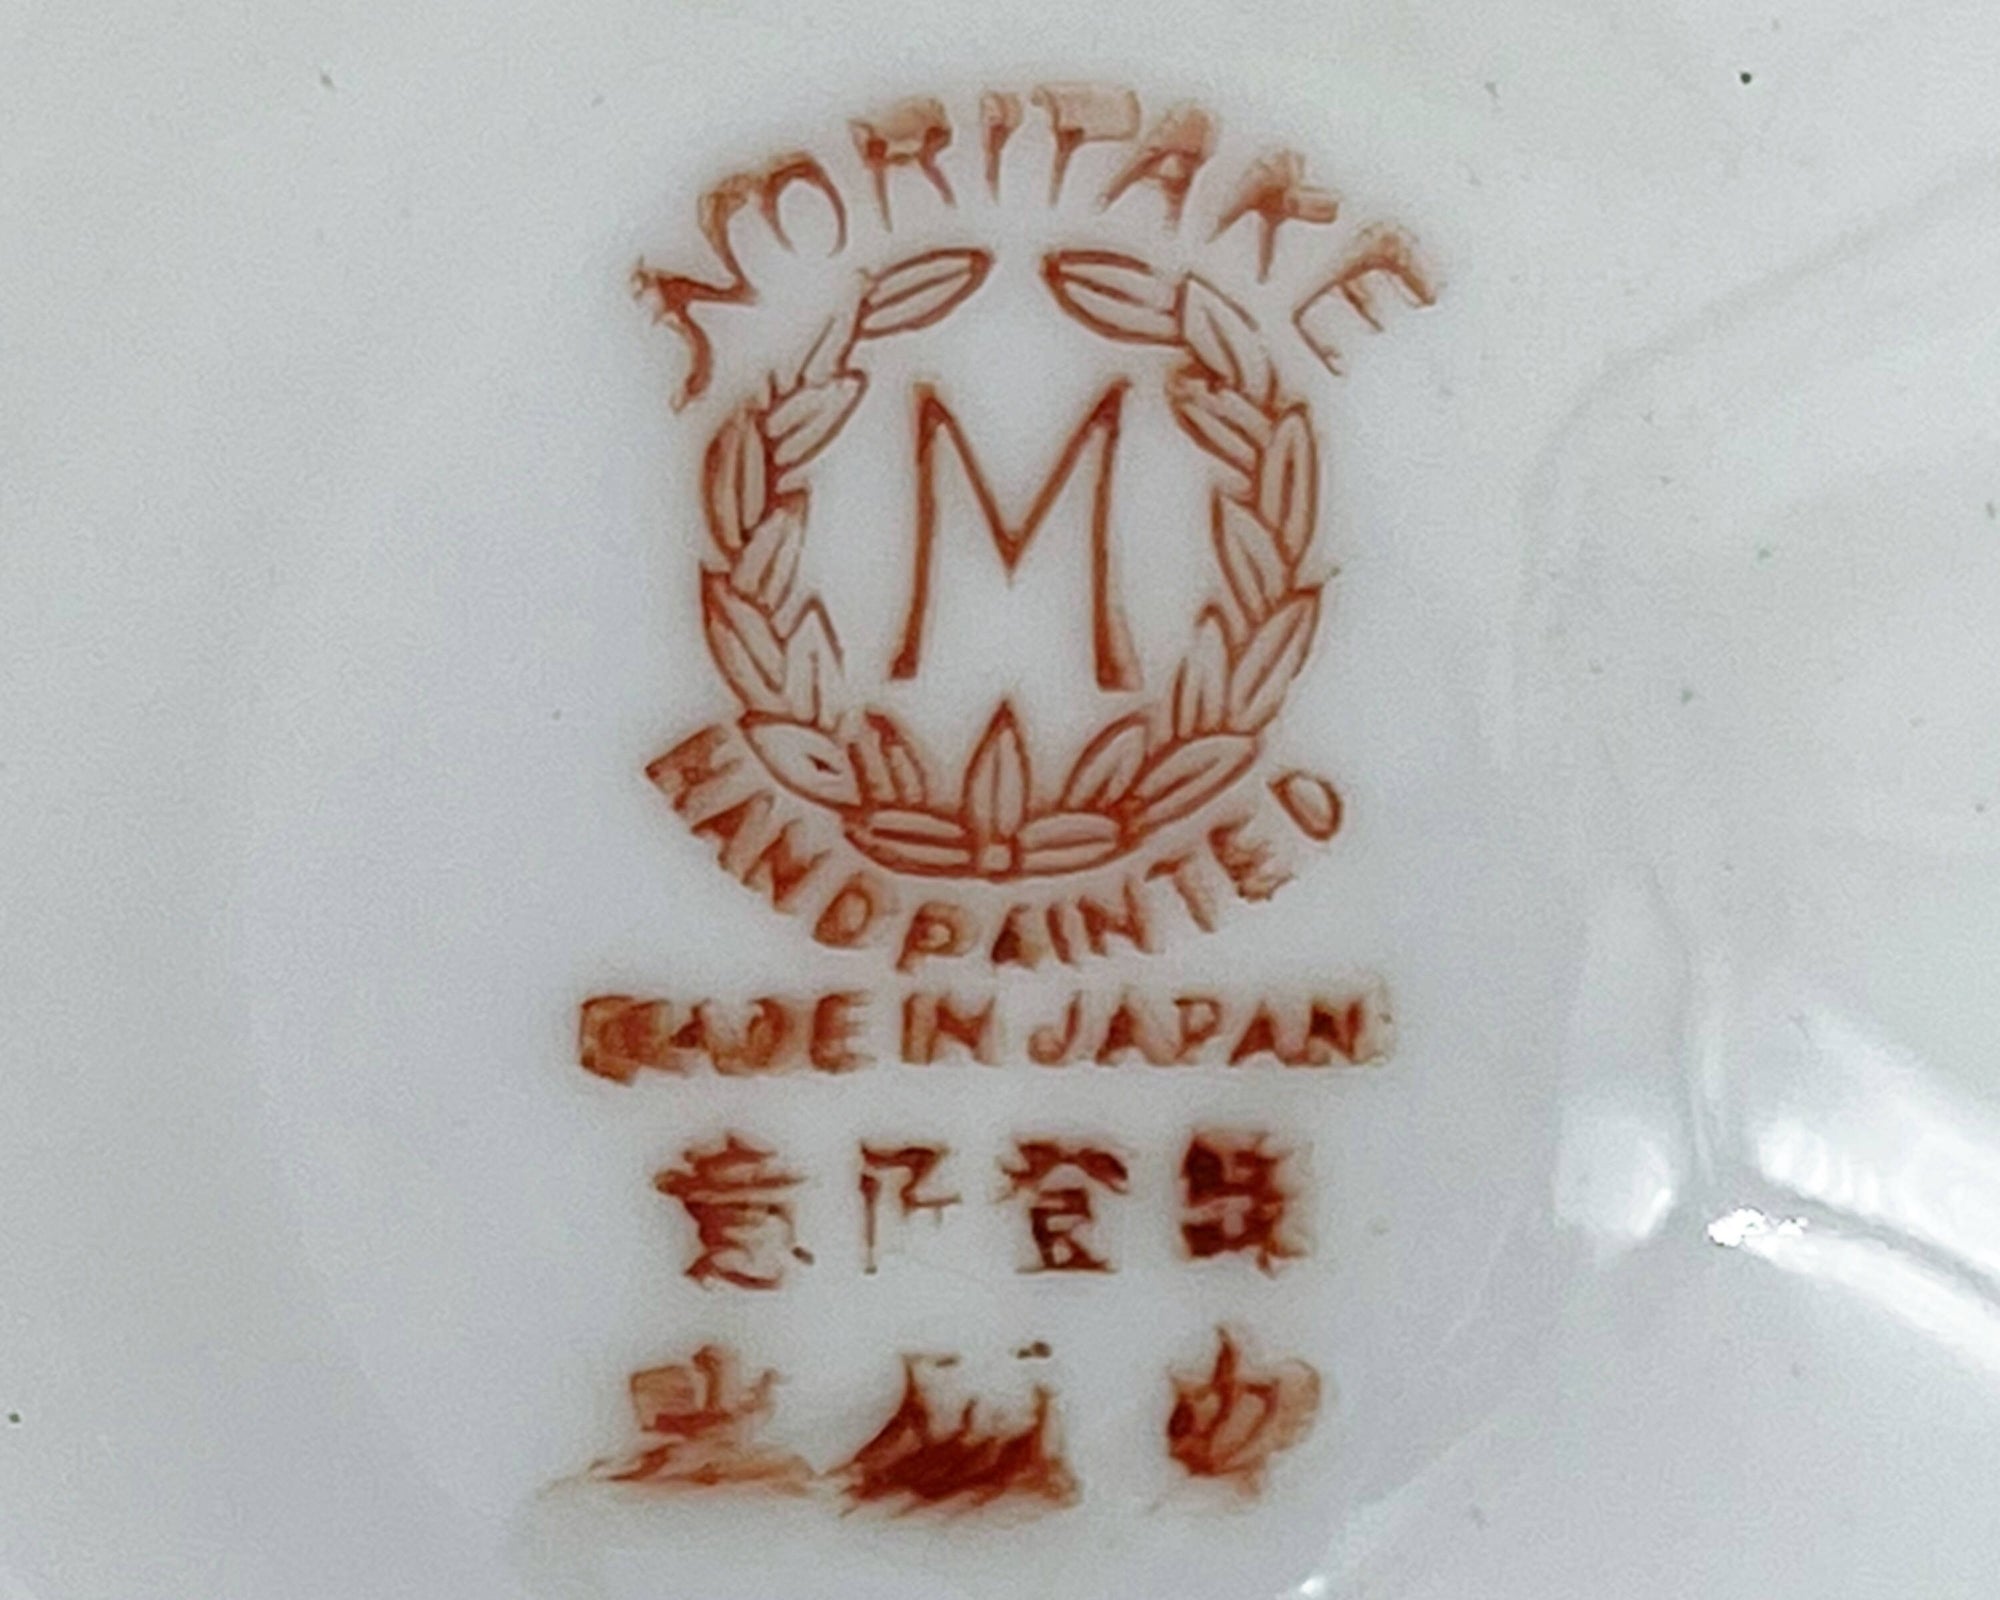 NORITAKE
M
HAND PAINTED
MADE IN JAPAN
意匠登録